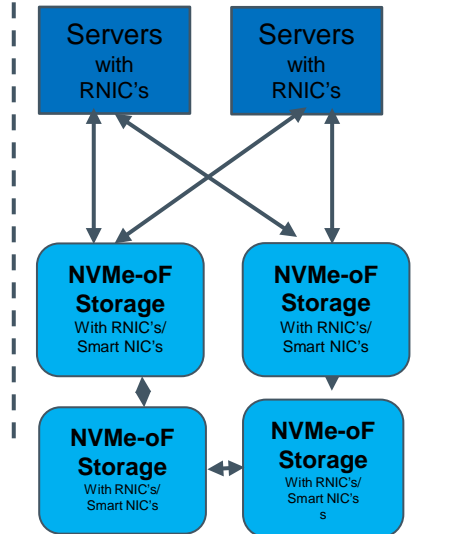 Servers
with
RNIC's
Servers
with
RNIC's
NVMe-oF
Storage
With RNIC's/
Smart NIC's
NVMe-oF
Storage
With RNIC's/
Smart NIC's
NVMe-oF
Storage
With RNIC's/
Smart NIC's
NVMe-oF
Storage
With RNIC's/
Smart NIC's
s